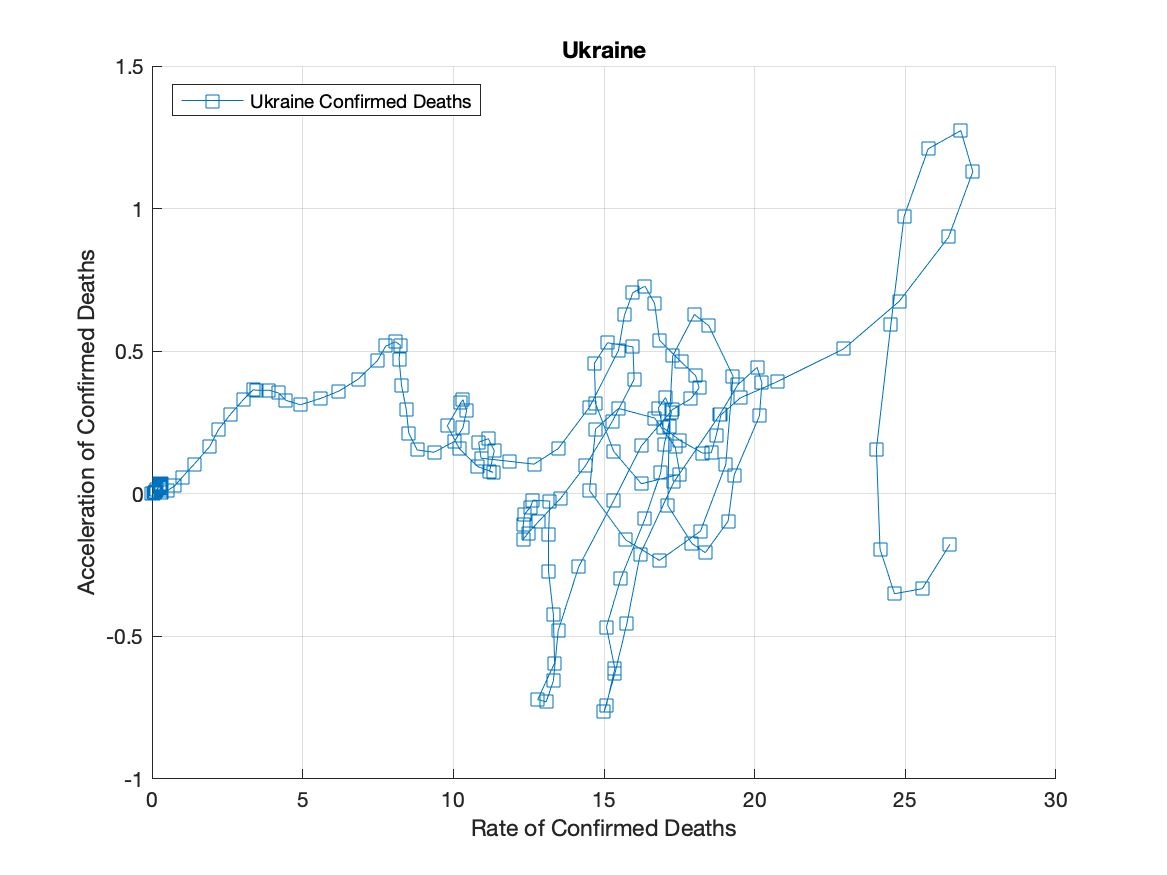 Ukraine
1.5
Ukraine Confirmed Deaths
1
0.5
0
-0.5
-1
Acceleration of Confirmed Deaths
0 5 10 15 20 25 30
Rate of Confirmed Deaths